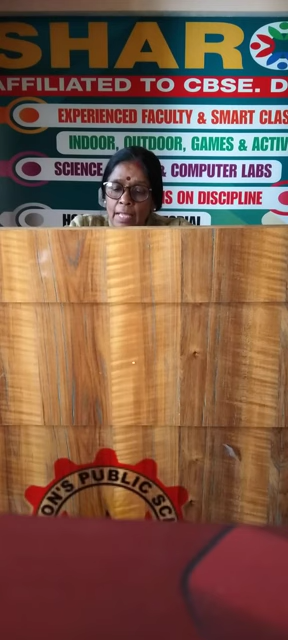 SHAR
AFFILIATED TO CBSE. D
EXPERIENCED FACULTY & SMART CLAS
INDOOR, OUTDOOR, GAMES & ACTIV
SCIENCE & COMPUTER LABS
S ON DISCIPLINE
ON'S PUBLIC SC